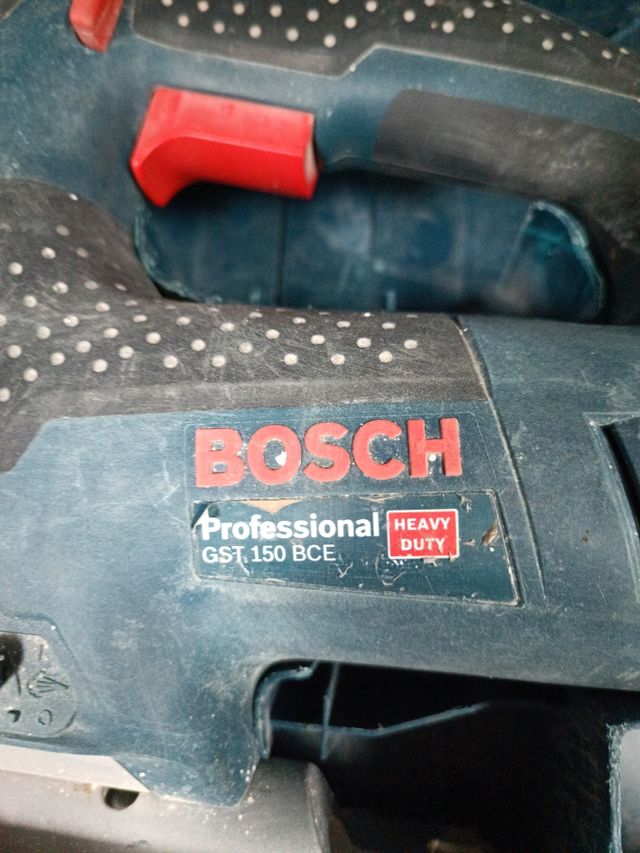 BOSCH
Professional
GST 150 BCE
HEAVY
DUTY